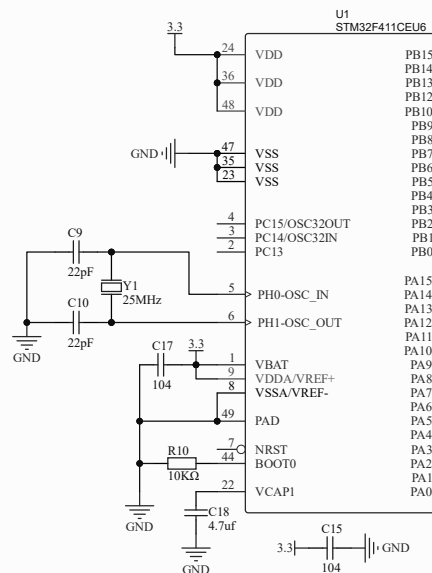 U1
STM32F411CEU6
3.3
24 VDD PB15
PB14
36 VDD PB13
PB12
48 VDD PB10
PB9
PB8
GND 47 VSS PB7
35 VSS PB6
23 VSS PB5
PB4
PB3
4 PC15/OSC32OUT PB2
3 PC14/OSC32IN PB1
2 PC13 PB0
C9
22pF
PA15
Y1
25MHz
5 PH0-OSC_IN PA14
PA13
C10
22pF
6 PH1-OSC_OUT PA12
GND
PA11
C17
104
3.3
PA10
1 VBAT PA9
9 VDDA/VREF+ PA8
8 VSSA/VREF- PA7
PA6
49 PAD PA5
PA4
7 NRST PA3
R10
10KΩ
44 BOOT0 PA2
PA1
22 VCAP1 PA0
GND
C18
4.7uf
GND
C15
3.3 GND
104